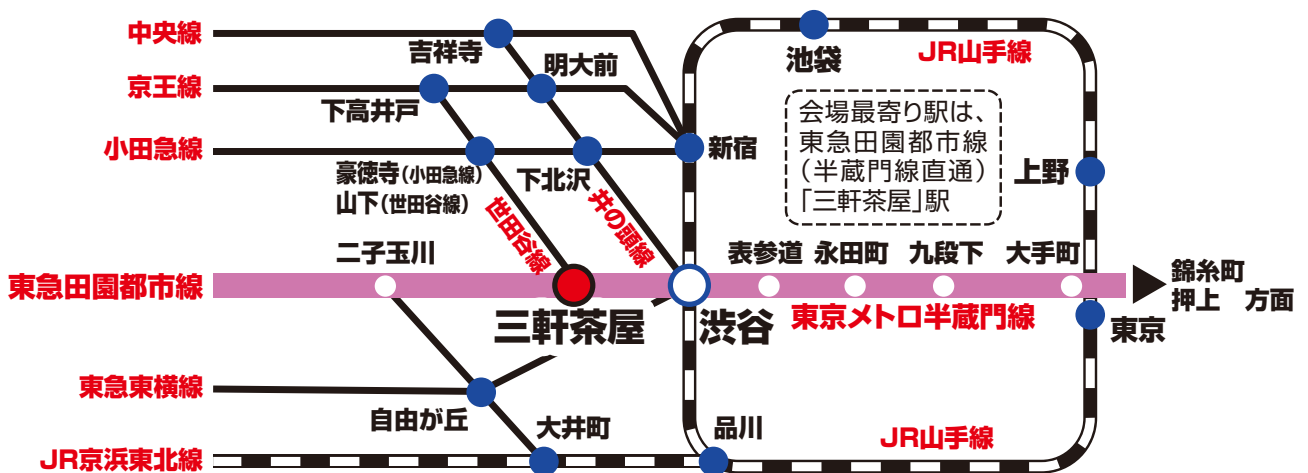 中央線
吉祥寺
池袋
JR山手線
京王線
下高井戸
明大前
会場最寄り駅は、
東急田園都市線
(半蔵門線直通)
「三軒茶屋」駅
小田急線
豪徳寺(小田急線)
山下(世田谷線)
下北沢
新宿
上野
世田谷線
井の頭線
二子玉川
表参道
永田町
九段下
大手町
東急田園都市線
錦糸町
押上　方面
三軒茶屋
渋谷
東京メトロ半蔵門線
東京
東急東横線
自由が丘
大井町
品川
JR山手線
JR京浜東北線